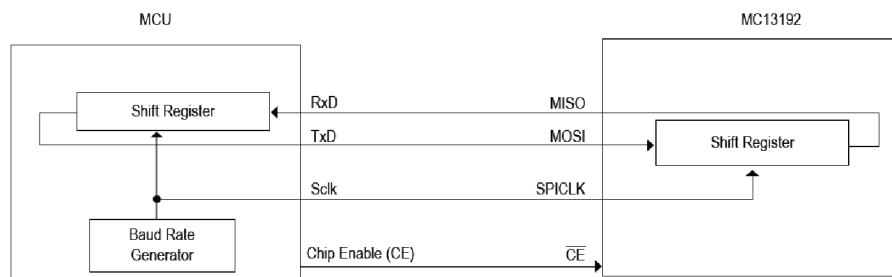 MCU
MC13192
Shift Register
RxD
MISO
TxD
MOSI
Shift Register
Sclk
SPICLK
Baud Rate
Generator
Chip Enable (CE)
CE